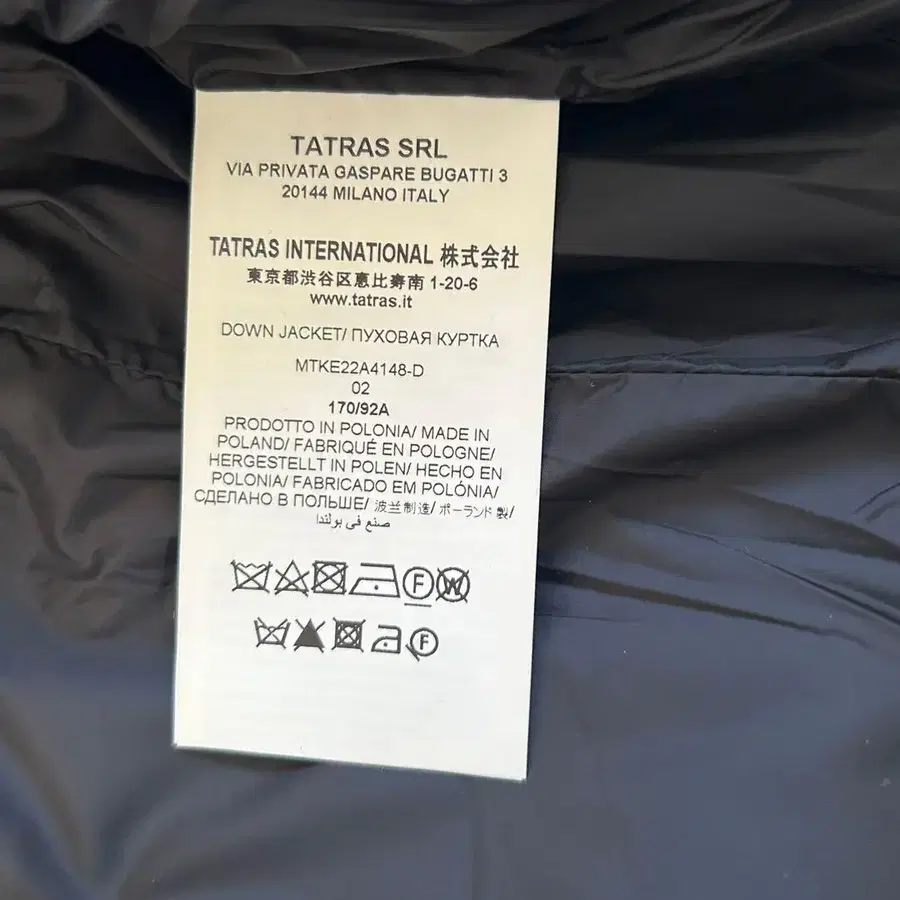 TATRAS SRL
VIA PRIVATA GASPARE BUGATTI 3
20144 MILANO ITALY
TATRAS INTERNATIONAL 株式会社
東京都渋谷区恵比寿南 1-20-6
www.tatras.it
DOWN JACKET/ ПУХОВАЯ КУРТКА
MTKE22A4148-D
02
170/92A
PRODOTTO IN POLONIA/ MADE IN
POLAND/ FABRIQUÉ EN POLOGNE/
HERGESTELLT IN POLEN/ HECHO EN
POLONIA/ FABRICADO EM POLÓNIA/
СДЕЛАНО В ПОЛЬШЕ/ 波兰制造/ ポーランド製/
صنع في بولندا
F W
F